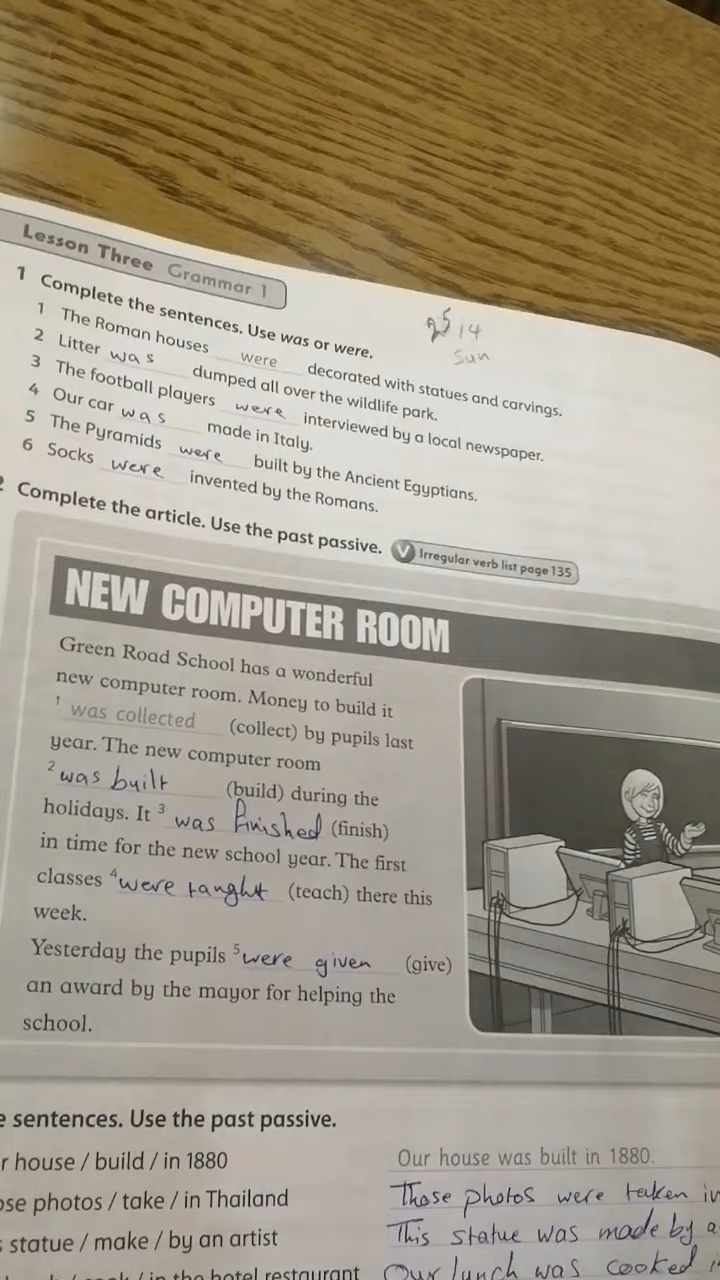 Lesson Three Grammar 1
14
Sun
1 Complete the sentences. Use was or were.
1 The Roman houses were decorated with statues and carvings.
2 Litter was dumped all over the wildlife park.
3 The football players were interviewed by a local newspaper.
4 Our car was made in Italy.
5 The Pyramids were built by the Ancient Egyptians.
6 Socks were invented by the Romans.
2 Complete the article. Use the past passive. V Irregular verb list page 135
NEW COMPUTER ROOM
Green Road School has a wonderful
new computer room. Money to build it
1 was collected (collect) by pupils last
year. The new computer room
2 was built (build) during the
holidays. It 3 was finished (finish)
in time for the new school year. The first
classes 4 were taught (teach) there this
week.
Yesterday the pupils 5 were given (give)
an award by the mayor for helping the
school.
e sentences. Use the past passive.
r house / build / in 1880 Our house was built in 1880.
ose photos / take / in Thailand Those photos were taken in
s statue / make / by an artist This statue was made by a
/ in the hotel restaurant Our lunch was cooked